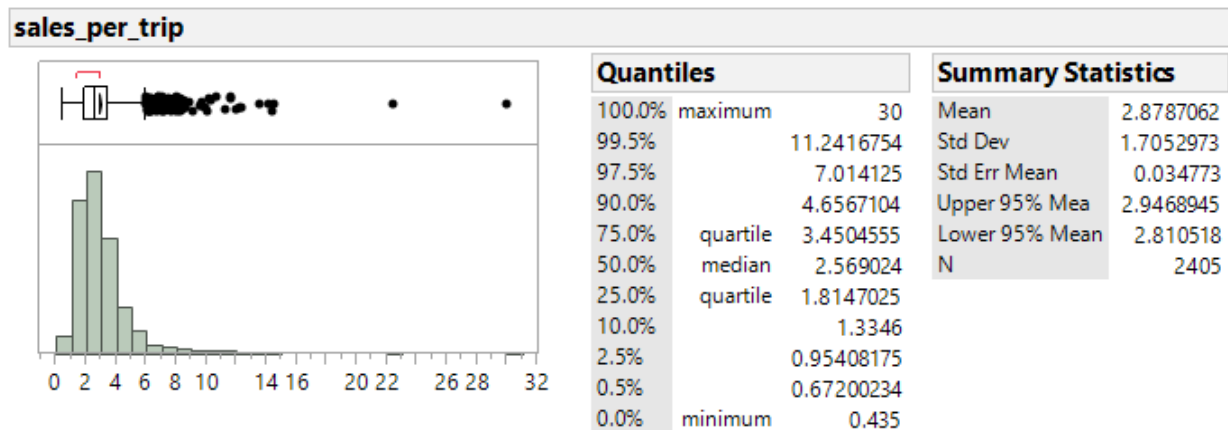 sales_per_trip
0 2 4 6 8 10 14 16 20 22 26 28 32
Quantiles
100.0% maximum 30
99.5% 11.2416754
97.5% 7.014125
90.0% 4.6567104
75.0% quartile 3.4504555
50.0% median 2.569024
25.0% quartile 1.8147025
10.0% 1.3346
2.5% 0.95408175
0.5% 0.67200234
0.0% minimum 0.435
Summary Statistics
Mean 2.8787062
Std Dev 1.7052973
Std Err Mean 0.034773
Upper 95% Mea 2.9468945
Lower 95% Mean 2.810518
N 2405